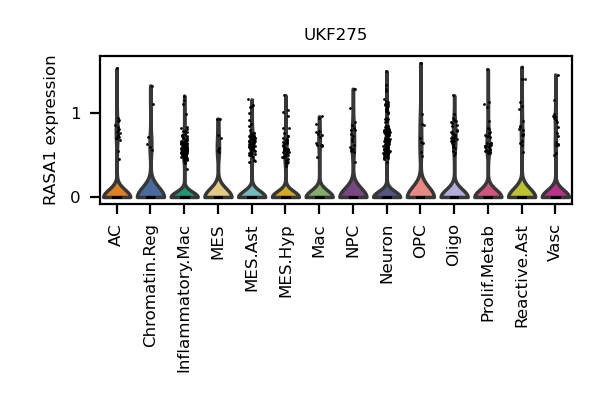 UKF275
RASA1 expression
1
0
AC
Chromatin.Reg
Inflammatory.Mac
MES
MES.Ast
MES.Hyp
Mac
NPC
Neuron
OPC
Oligo
Prolif.Metab
Reactive.Ast
Vasc